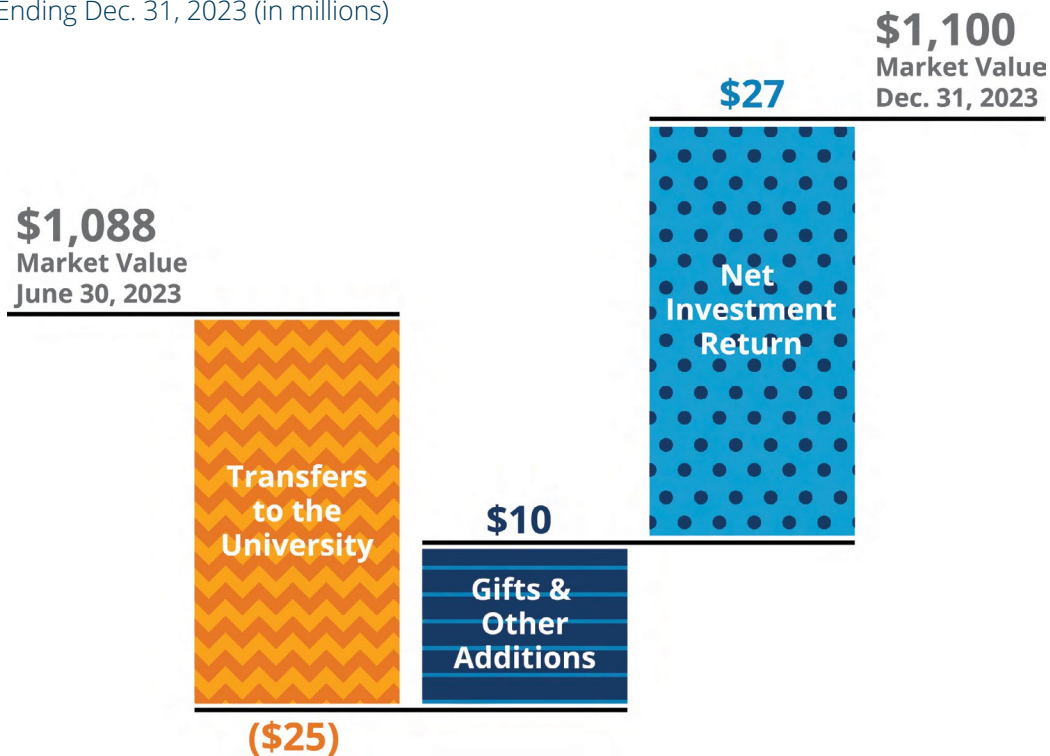 Ending Dec. 31, 2023 (in millions)
$1,088
Market Value
June 30, 2023
Transfers
to the
University
($25)
$10
Gifts &
Other
Additions
$27
Net
Investment
Return
$1,100
Market Value
Dec. 31, 2023